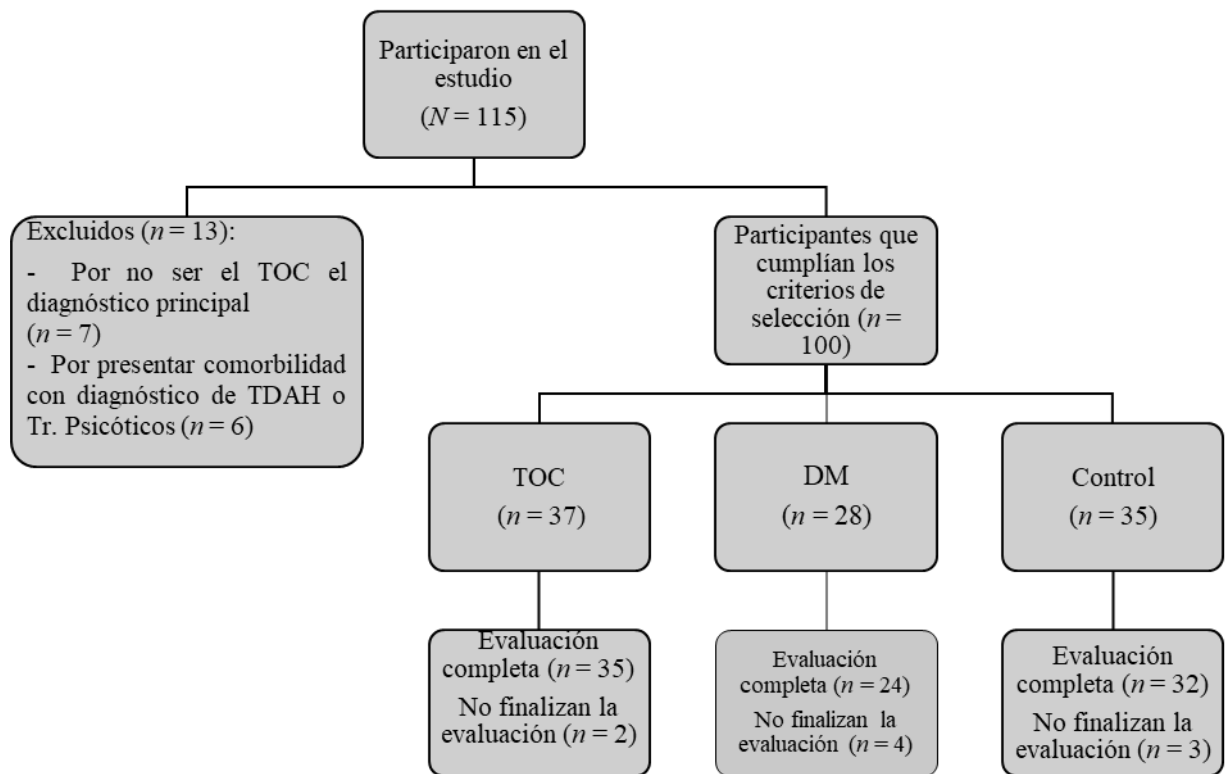 Participaron en el
estudio
(N = 115)
Excluidos (n = 13):
- Por no ser el TOC el
diagnóstico principal
(n = 7)
- Por presentar comorbilidad
con diagnóstico de TDAH o
Tr. Psicóticos (n = 6)
Participantes que
cumplían los
criterios de
selección (n =
100)
TOC
(n = 37)
DM
(n = 28)
Control
(n = 35)
Evaluación
completa (n = 35)
No finalizan la
evaluación (n = 2)
Evaluación
completa (n = 24)
No finalizan la
evaluación (n = 4)
Evaluación
completa (n = 32)
No finalizan la
evaluación (n = 3)